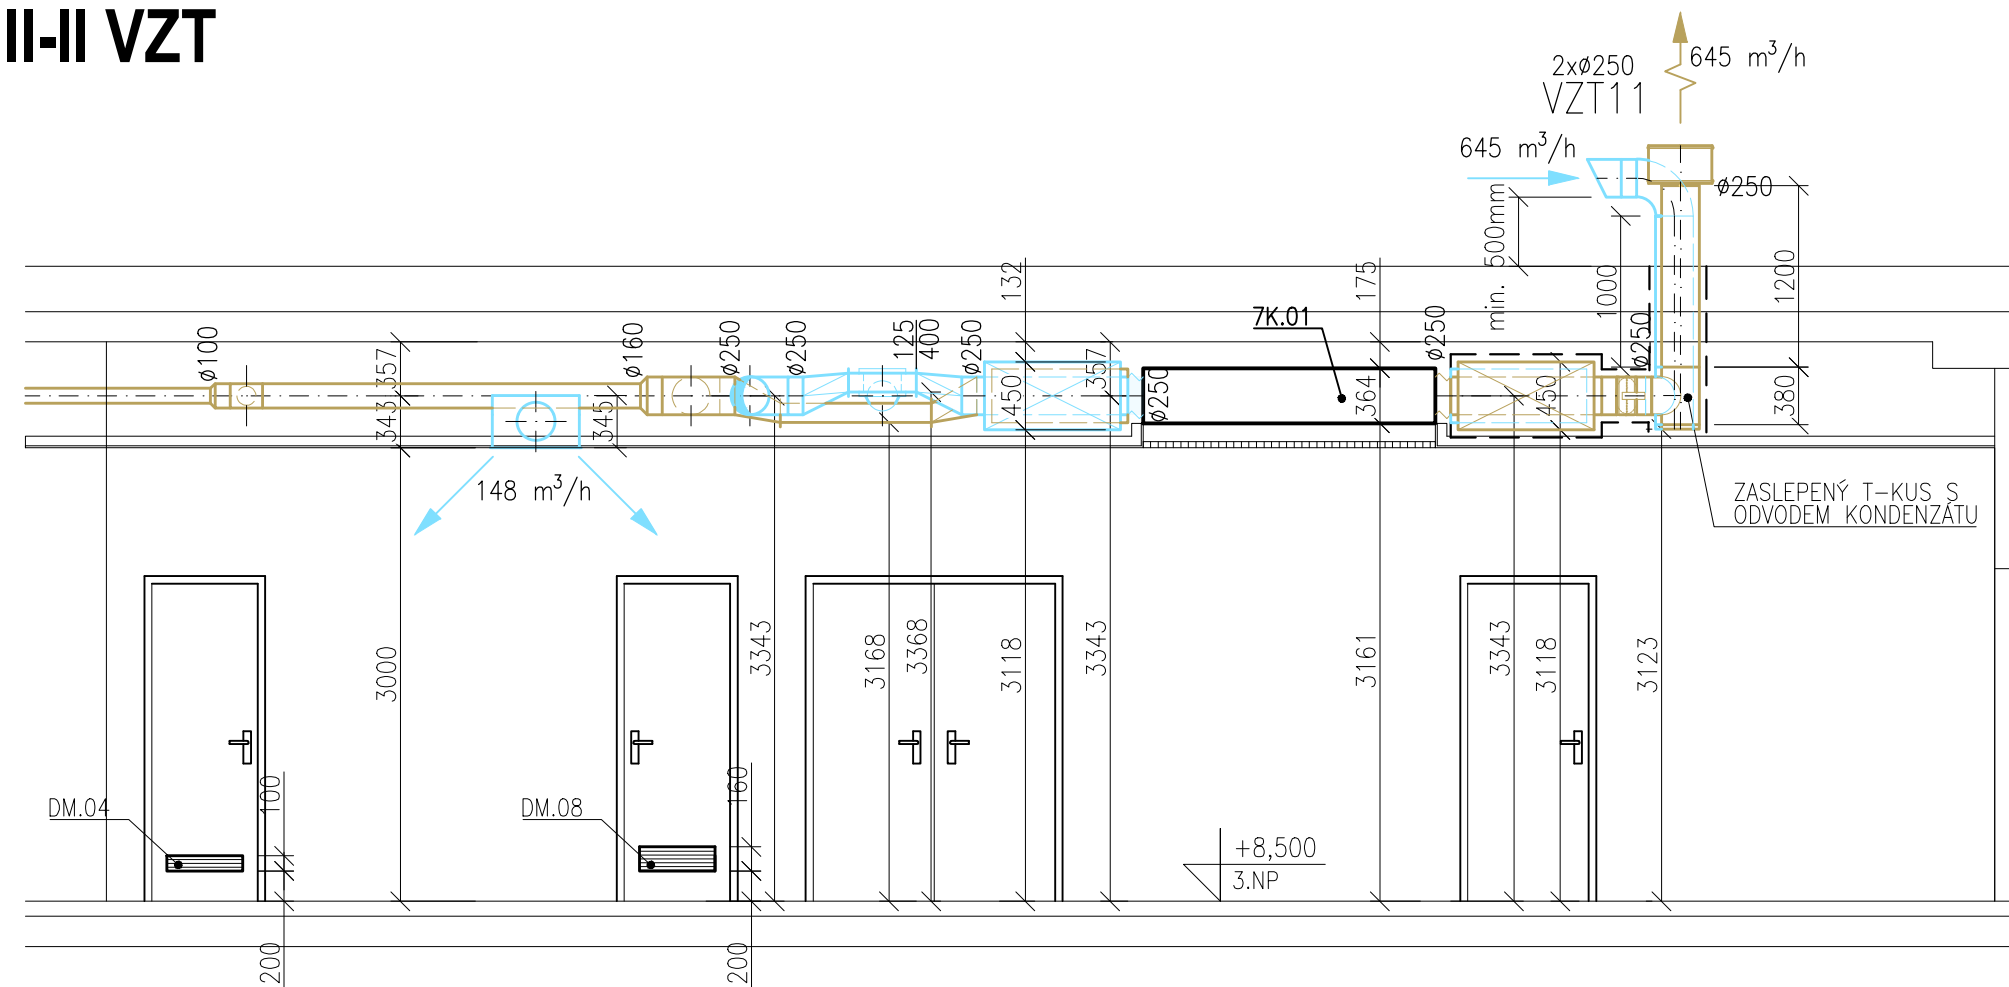 II-II VZT
645 m³/h
2xø250
VZT11
645 m³/h
ø250
min. 500mm
1000
1200
132
175
7K.01
ø100
357
ø160
ø250
ø250
125
400
ø250
357
ø250
ø250
343
345
450
ø250
364
450
380
148 m³/h
ZASLEPENÝ T-KUS S
ODVODEM KONDENZÁTU
3000
3343
3168
3368
3118
3343
3161
3343
3118
3123
DM.04
100
DM.08
160
+8,500
3.NP
200
200